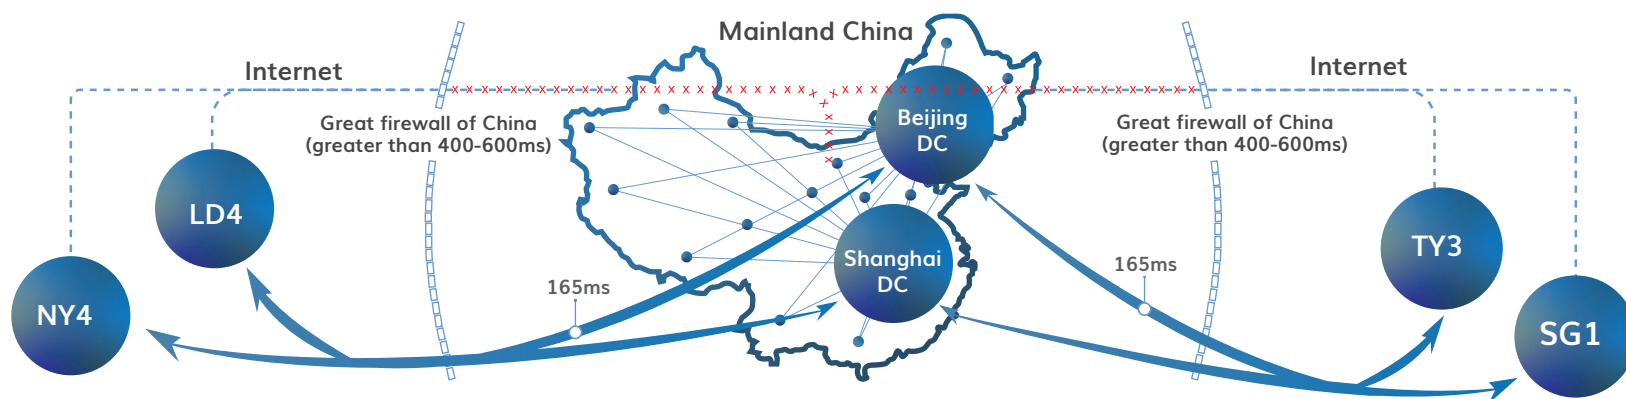 Mainland China
Internet
Internet
Great firewall of China
(greater than 400-600ms)
Great firewall of China
(greater than 400-600ms)
Beijing
DC
LD4
TY3
Shanghai
DC
165ms
165ms
NY4
SG1